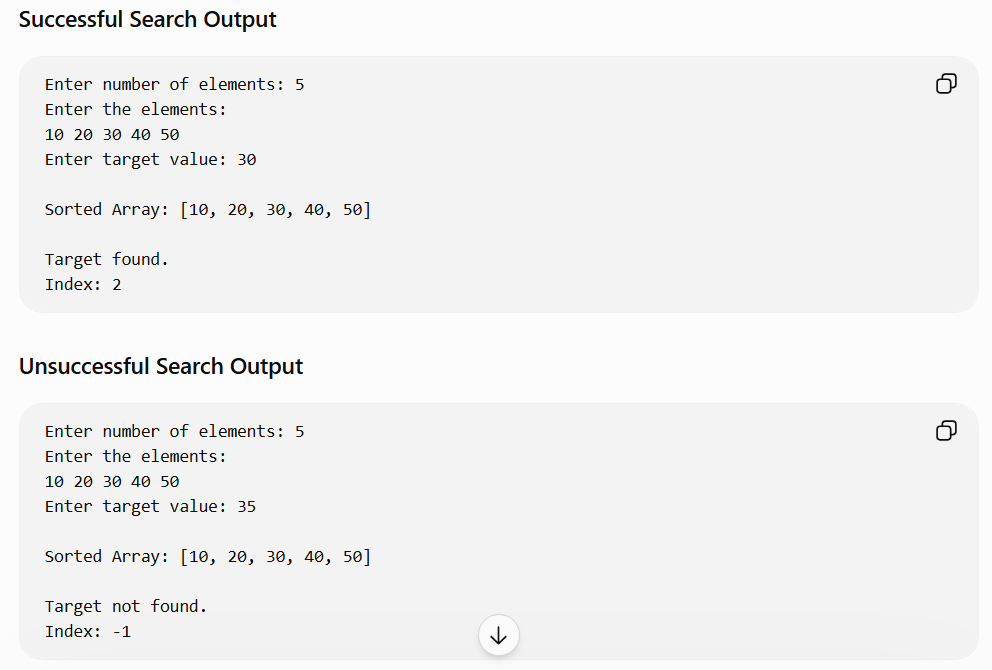 Successful Search Output
Enter number of elements: 5
Enter the elements:
10 20 30 40 50
Enter target value: 30
Sorted Array: [10, 20, 30, 40, 50]
Target found.
Index: 2
Unsuccessful Search Output
Enter number of elements: 5
Enter the elements:
10 20 30 40 50
Enter target value: 35
Sorted Array: [10, 20, 30, 40, 50]
Target not found.
Index: -1